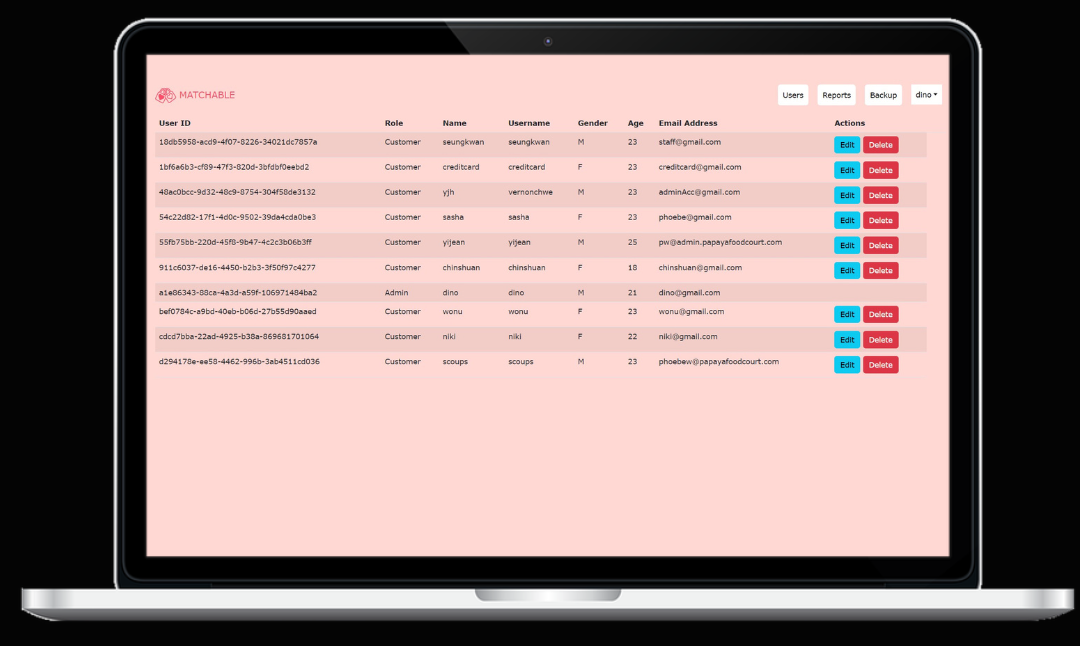 MATCHABLE Users Reports Backup dino
User ID Role Name Username Gender Age Email Address Actions
18db5958-acd9-4f07-8226-34021dc7857a Customer seungkwan seungkwan M 23 staff@gmail.com Edit Delete
1bf6a6b3-cf89-47f3-820d-3bfdbf0eebd2 Customer creditcard creditcard F 23 creditcard@gmail.com Edit Delete
48ac0bcc-9d32-48c9-8754-304f58de3132 Customer yjh vernonchwe M 23 adminAcc@gmail.com Edit Delete
54c22d82-17f1-4d0c-9502-39da4cda0be3 Customer sasha sasha F 23 phoebe@gmail.com Edit Delete
55fb75bb-220d-45f8-9b47-4c2c3b06b3ff Customer yijean yijean M 25 pw@admin.papayafoodcourt.com Edit Delete
911c6037-de16-4450-b2b3-3f50f97c4277 Customer chinshuan chinshuan F 18 chinshuan@gmail.com Edit Delete
a1e86343-88ca-4a3d-a59f-106971484ba2 Admin dino dino M 21 dino@gmail.com
bef0784c-a9bd-40eb-b06d-27b55d90aaed Customer wonu wonu F 23 wonu@gmail.com Edit Delete
cdcd7bba-22ad-4925-b38a-869681701064 Customer niki niki F 22 niki@gmail.com Edit Delete
d294178e-ee58-4462-996b-3ab4511cd036 Customer scoups scoups M 23 phoebew@papayafoodcourt.com Edit Delete